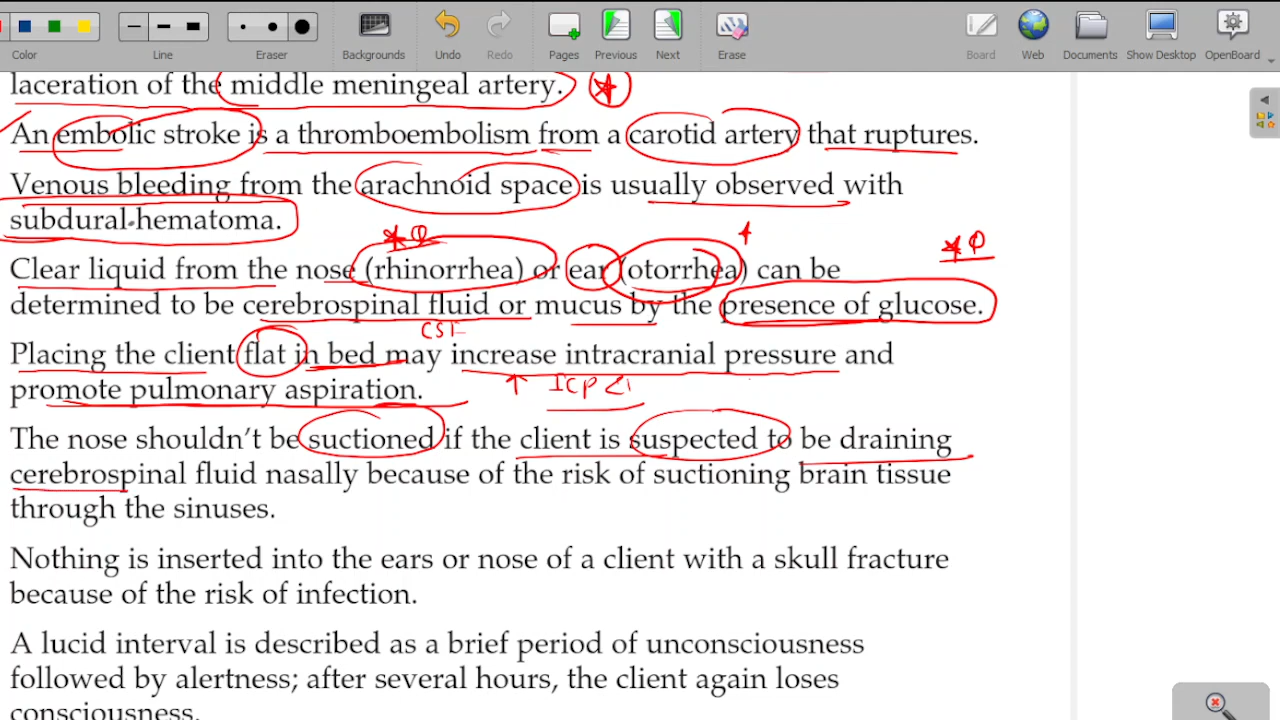 Color
Line
Eraser
Backgrounds
Undo
Redo
Pages
Previous
Next
Erase
Board
Web
Documents
Show Desktop
OpenBoard
laceration of the middle meningeal artery.
An embolic stroke is a thromboembolism from a carotid artery that ruptures.
Venous bleeding from the arachnoid space is usually observed with
subdural hematoma.
Clear liquid from the nose (rhinorrhea) or ear (otorrhea) can be
determined to be cerebrospinal fluid or mucus by the presence of glucose.
CSF
Placing the client flat in bed may increase intracranial pressure and
promote pulmonary aspiration.
↑ ICP
The nose shouldn’t be suctioned if the client is suspected to be draining
cerebrospinal fluid nasally because of the risk of suctioning brain tissue
through the sinuses.
Nothing is inserted into the ears or nose of a client with a skull fracture
because of the risk of infection.
A lucid interval is described as a brief period of unconsciousness
followed by alertness; after several hours, the client again loses
consciousness.